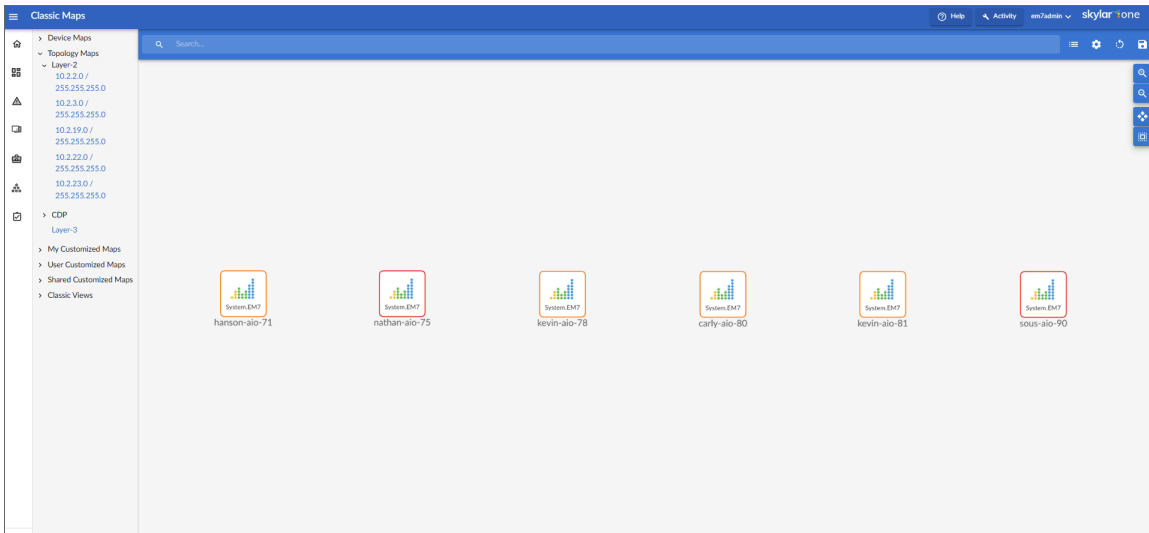 Classic Maps
Help
Activity
em7admin
skylar one
Device Maps
Topology Maps
Layer-2
10.2.2.0 /
255.255.255.0
10.2.3.0 /
255.255.255.0
10.2.19.0 /
255.255.255.0
10.2.22.0 /
255.255.255.0
10.2.23.0 /
255.255.255.0
CDP
Layer-3
My Customized Maps
User Customized Maps
Shared Customized Maps
Classic Views
Search...
System.EM7
hanson-aio-71
System.EM7
nathan-aio-75
System.EM7
kevin-aio-78
System.EM7
carly-aio-80
System.EM7
kevin-aio-81
System.EM7
sous-aio-90